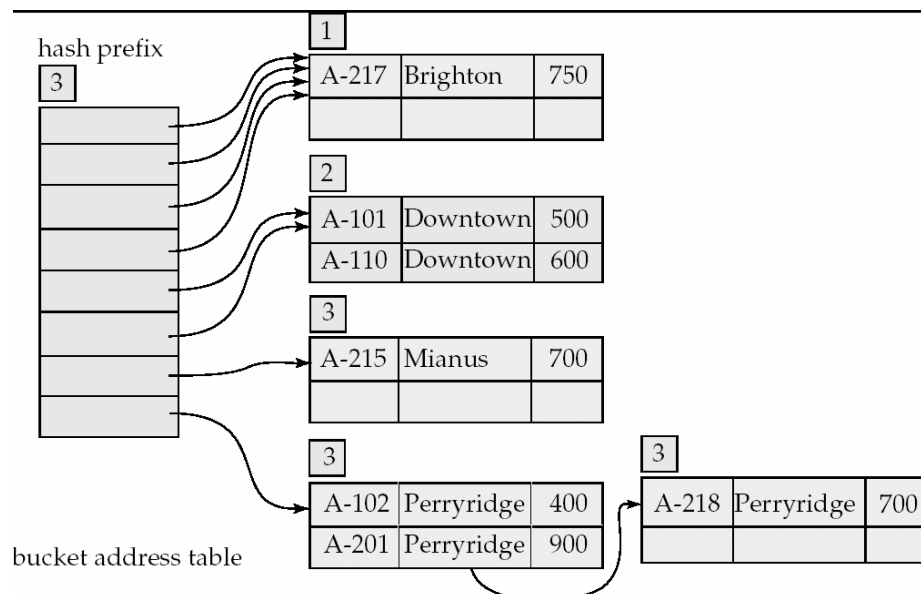 hash prefix
3
1
A-217 Brighton 750
2
A-101 Downtown 500
A-110 Downtown 600
3
A-215 Mianus 700
3
A-102 Perryridge 400
A-201 Perryridge 900
3
A-218 Perryridge 700
bucket address table